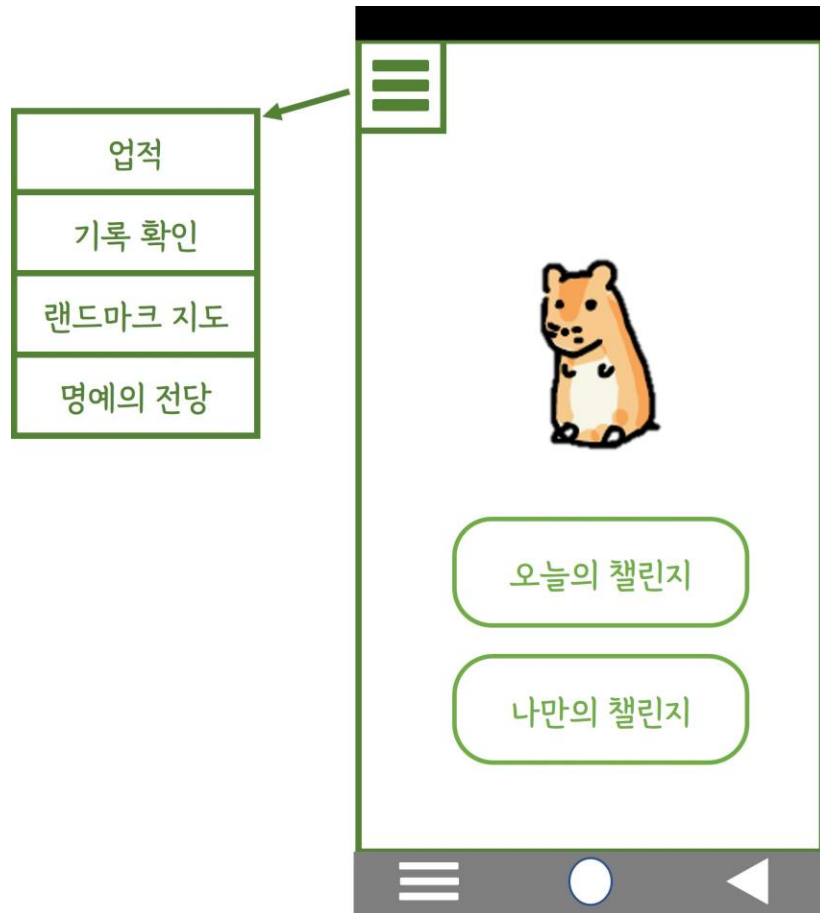 업적
기록 확인
랜드마크 지도
명예의 전당
오늘의 챌린지
나만의 챌린지